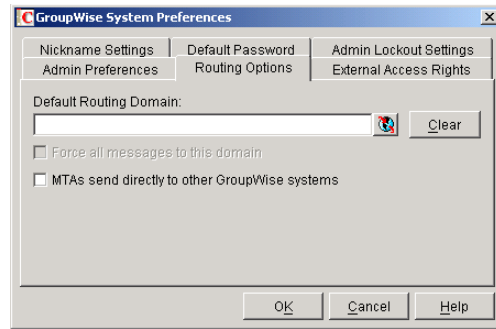 GroupWise System Preferences
Nickname Settings Default Password Admin Lockout Settings
Admin Preferences Routing Options External Access Rights
Default Routing Domain:
Clear
Force all messages to this domain
MTAs send directly to other GroupWise systems
OK Cancel Help